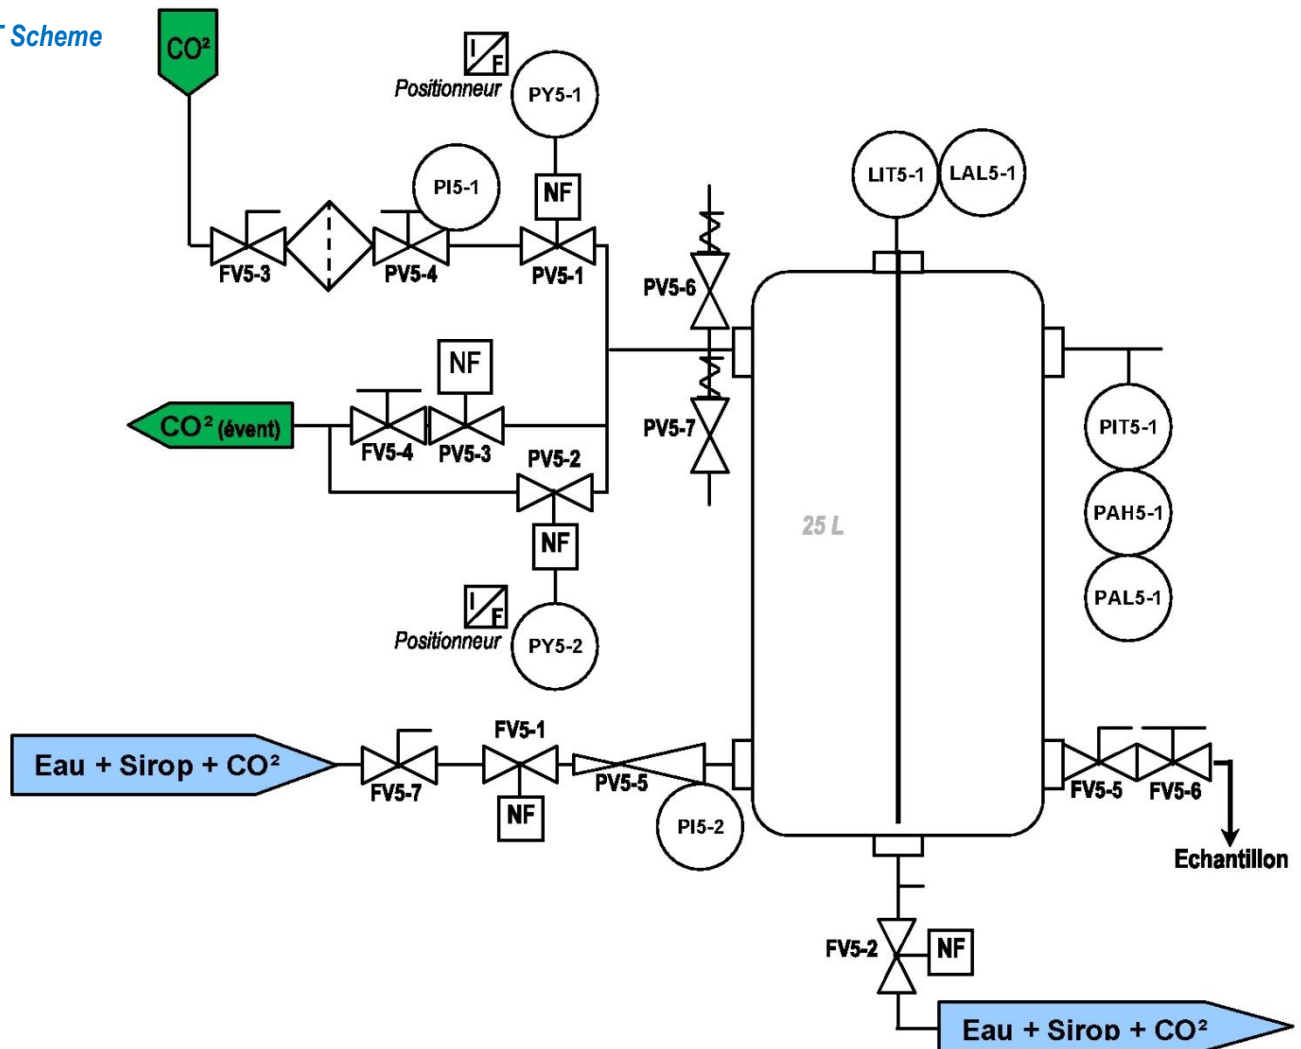 Scheme
CO²
I/F
Positionneur
PY5-1
PI5-1
NF
FV5-3
PV5-4
PV5-1
LIT5-1
LAL5-1
PV5-6
NF
CO² (évent)
FV5-4
PV5-3
PV5-2
PV5-7
PIT5-1
PAH5-1
PAL5-1
25 L
NF
I/F
Positionneur
PY5-2
FV5-1
Eau + Sirop + CO²
FV5-7
NF
PV5-5
PI5-2
FV5-5
FV5-6
Echantillon
FV5-2
NF
Eau + Sirop + CO²